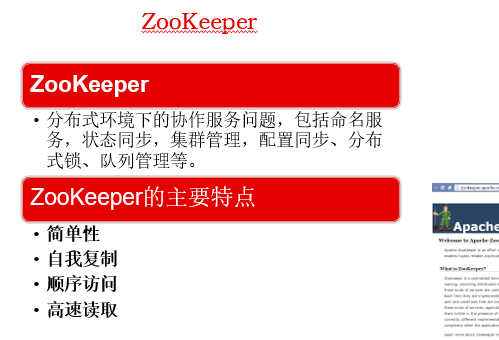 ZooKeeper
ZooKeeper
• 分布式环境下的协作服务问题，包括命名服
务，状态同步，集群管理，配置同步、分布
式锁、队列管理等。
ZooKeeper的主要特点
• 简单性
• 自我复制
• 顺序访问
• 高速读取
zookeeper.apache.o
Apache
Welcome to Apache Zoo
What is ZooKeeper?